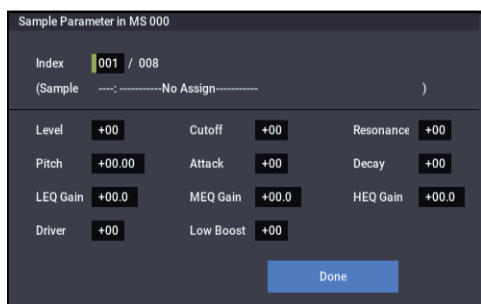 Sample Parameter in MS 000
Index 001 / 008
(Sample ----: -----------No Assign----------- )
Level +00 Cutoff +00 Resonance +00
Pitch +00.00 Attack +00 Decay +00
LEQ Gain +00.0 MEQ Gain +00.0 HEQ Gain +00.0
Driver +00 Low Boost +00
Done